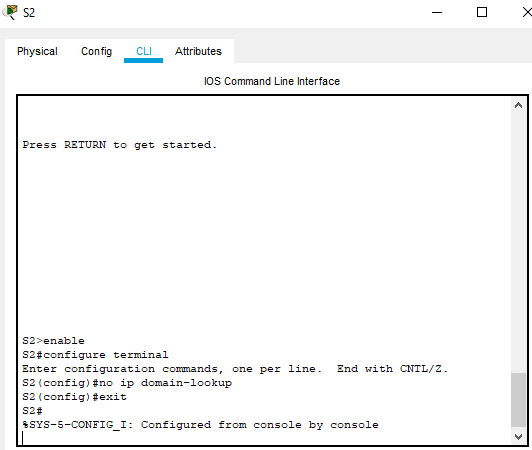 S2
Physical Config CLI Attributes
IOS Command Line Interface
Press RETURN to get started.
S2>enable
S2#configure terminal
Enter configuration commands, one per line.  End with CNTL/Z.
S2(config)#no ip domain-lookup
S2(config)#exit
S2#
%SYS-5-CONFIG_I: Configured from console by console